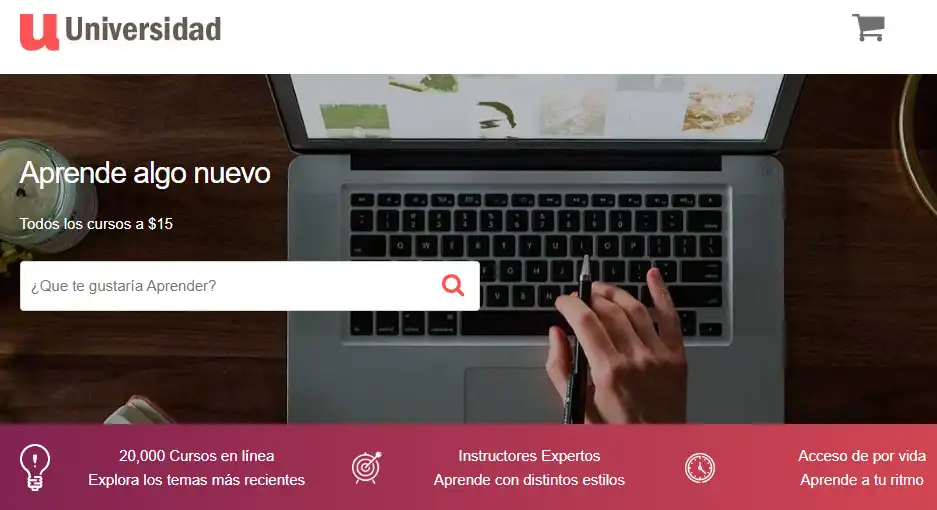 u Universidad
Aprende algo nuevo
Todos los cursos a $15
¿Que te gustaría Aprender?
20,000 Cursos en línea
Explora los temas más recientes
Instructores Expertos
Aprende con distintos estilos
Acceso de por vida
Aprende a tu ritmo